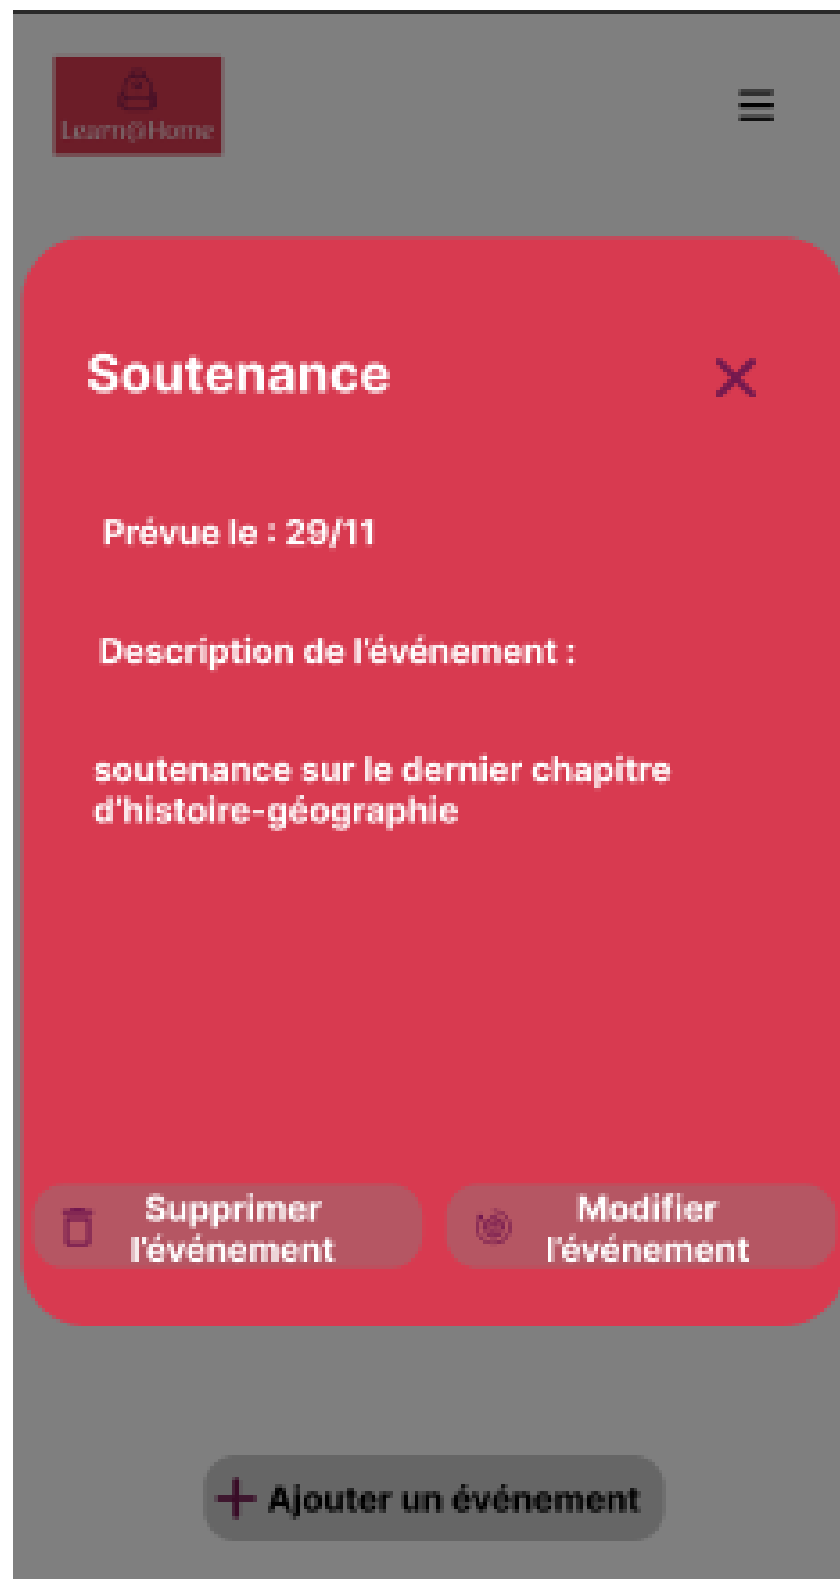 Learn@Home
Soutenance
Prévue le : 29/11
Description de l'événement :
soutenance sur le dernier chapitre
d'histoire-géographie
Supprimer
l'événement
Modifier
l'événement
Ajouter un événement